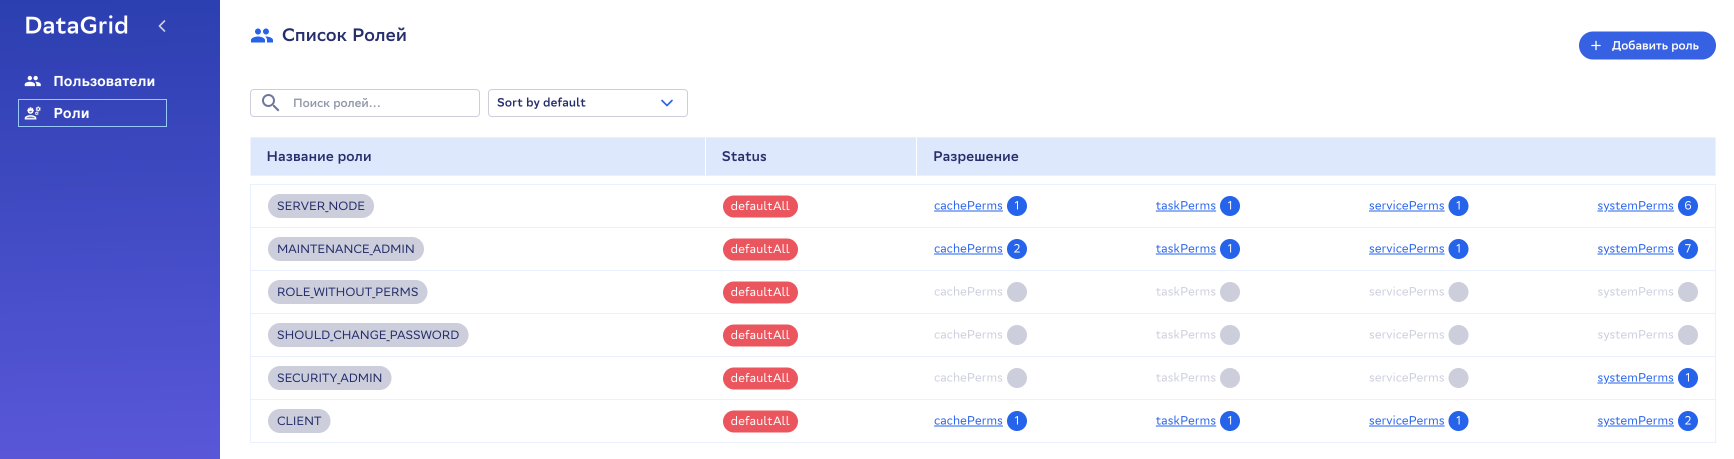 DataGrid
Пользователи
Роли
Список Ролей
+ Добавить роль
Поиск ролей...
Sort by default
Название роли Status Разрешение
SERVER_NODE defaultAll cachePerms 1 taskPerms 1 servicePerms 1 systemPerms 6
MAINTENANCE_ADMIN defaultAll cachePerms 2 taskPerms 1 servicePerms 1 systemPerms 7
ROLE_WITHOUT_PERMS defaultAll cachePerms taskPerms servicePerms systemPerms
SHOULD_CHANGE_PASSWORD defaultAll cachePerms taskPerms servicePerms systemPerms
SECURITY_ADMIN defaultAll cachePerms taskPerms servicePerms systemPerms 1
CLIENT defaultAll cachePerms 1 taskPerms 1 servicePerms 1 systemPerms 2